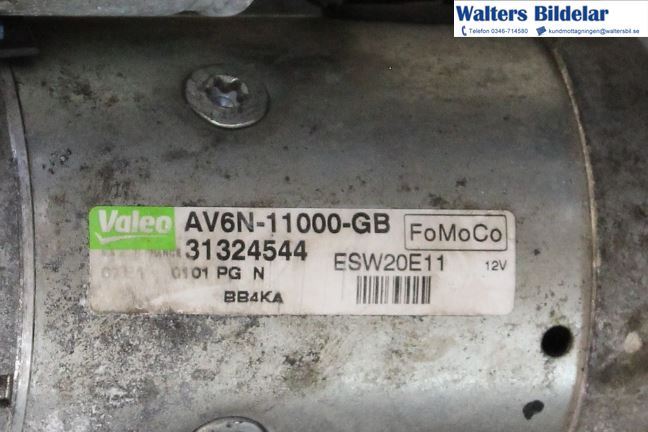 Walters Bildelar
Telefon 0346-714580 kundmottagningen@waltersbil.se
Valeo AV6N-11000-GB FoMoCo
31324544 ESW20E11 12V
0101 PG N
BB4KA